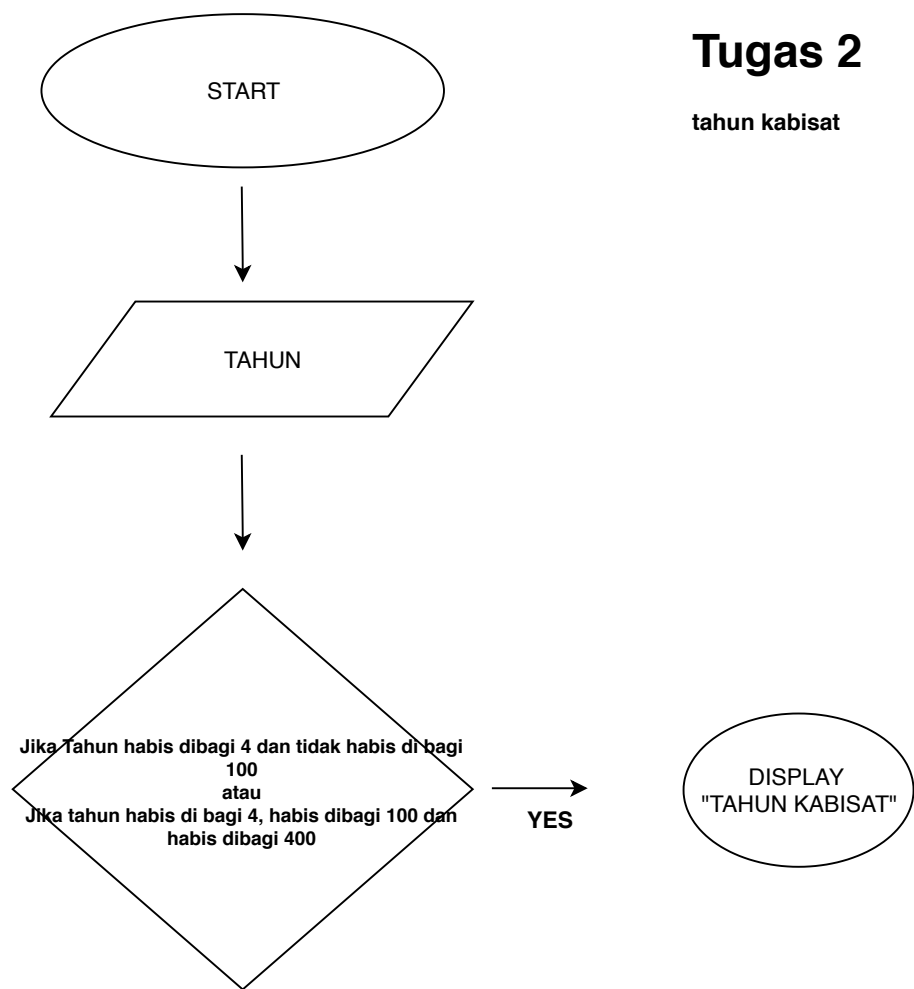 Tugas 2
tahun kabisat
START
TAHUN
Jika Tahun habis dibagi 4 dan tidak habis di bagi
100
atau
Jika tahun habis di bagi 4, habis dibagi 100 dan
habis dibagi 400
YES
DISPLAY
"TAHUN KABISAT"